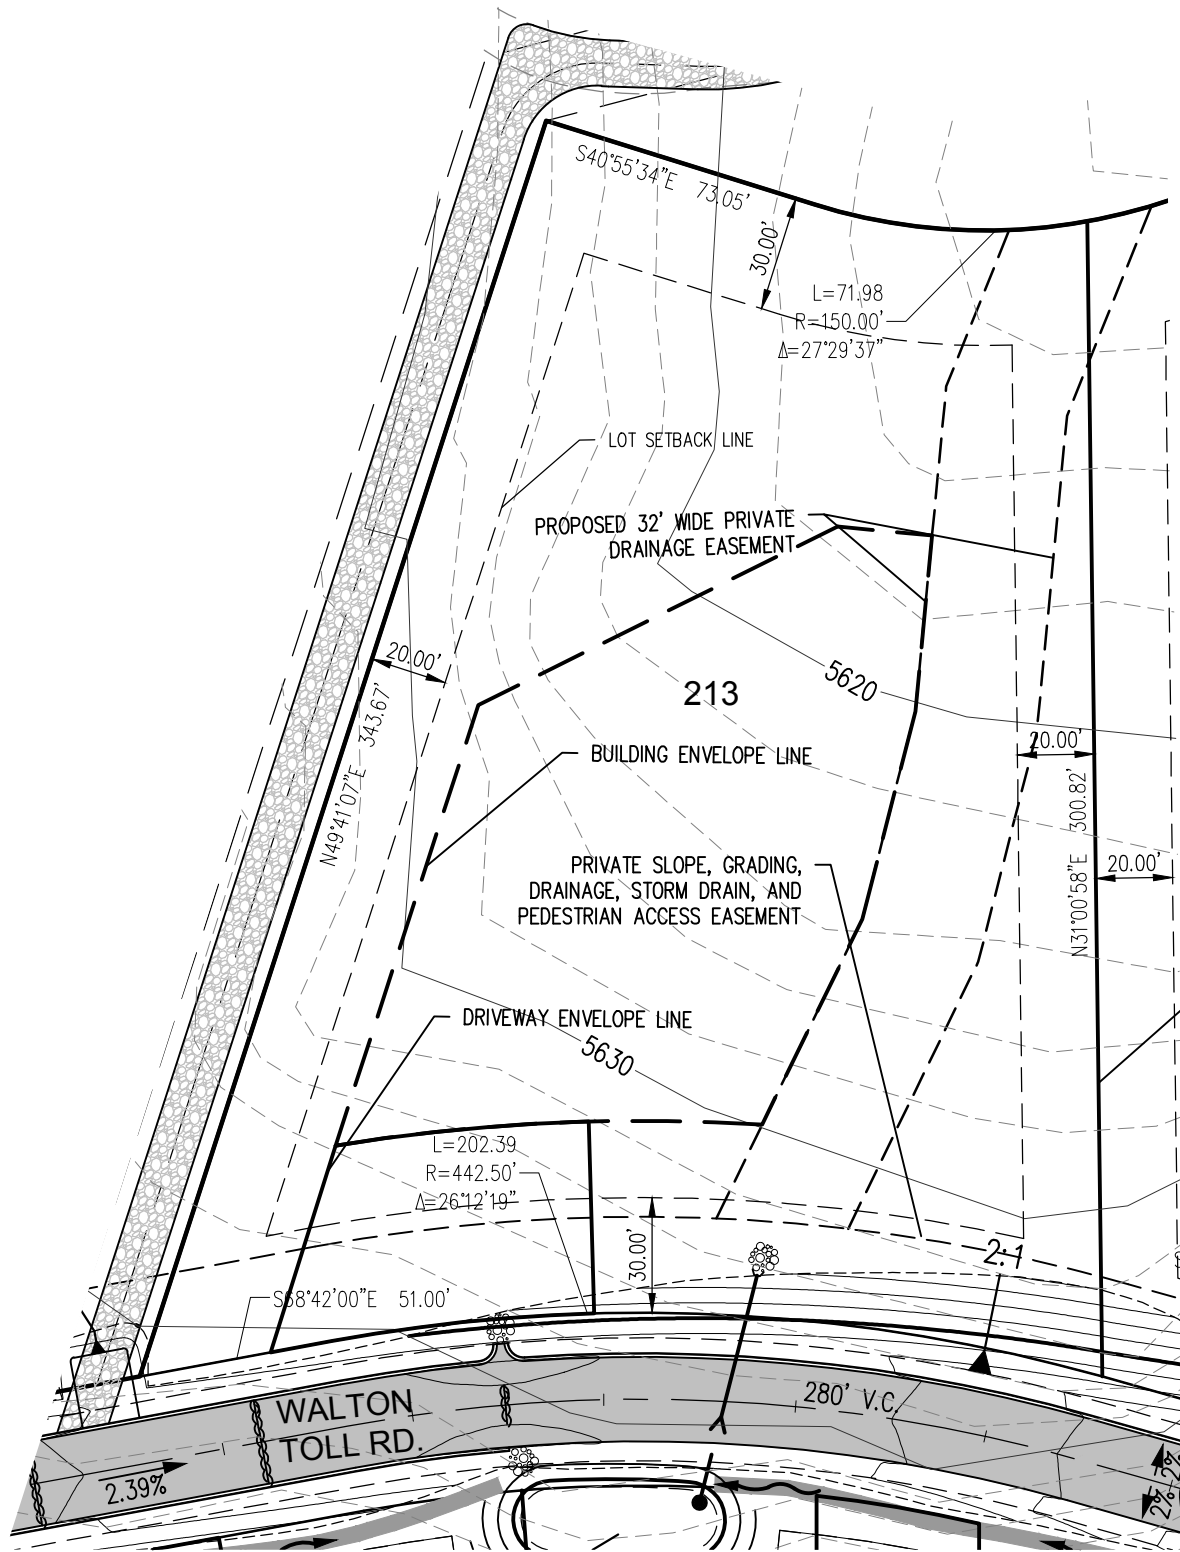 S40°55'34"E 73.05'
30.00'
L=71.98
R=150.00'
Δ=27°29'37"
LOT SETBACK LINE
PROPOSED 32' WIDE PRIVATE
DRAINAGE EASEMENT
20.00'
5620
213
N49°41'07"E 343.67'
20.00'
BUILDING ENVELOPE LINE
N31°00'58"E 300.82'
20.00'
PRIVATE SLOPE, GRADING,
DRAINAGE, STORM DRAIN, AND
PEDESTRIAN ACCESS EASEMENT
DRIVEWAY ENVELOPE LINE
5630
L=202.39
R=442.50'
Δ=26°12'19"
30.00'
2:1
S68°42'00"E 51.00'
280' V.C.
WALTON
TOLL RD.
2.39%
2% 2%